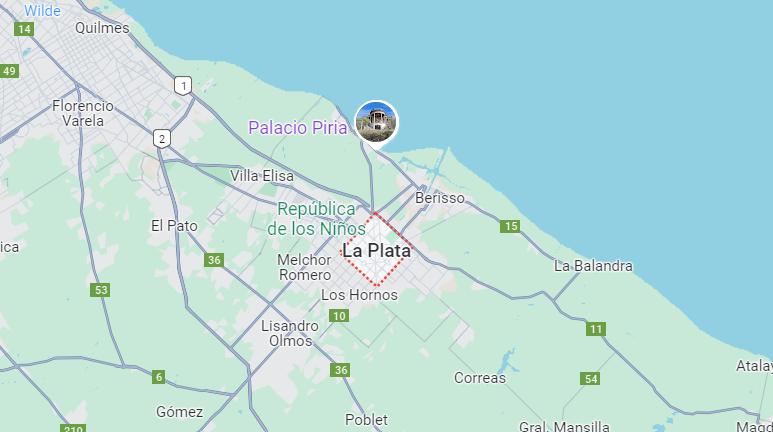 Wilde
14
Quilmes
49
1
Florencio
Varela
2
Palacio Piria
Villa Elisa
Berisso
República
de los Niños
El Pato
15
La Plata
36
Melchor
Romero
La Balandra
53
Los Hornos
10
Lisandro
Olmos
11
36
Atalay
6
Correas
54
Gómez
Poblet
Gral. Mansilla
Magd
210
ica